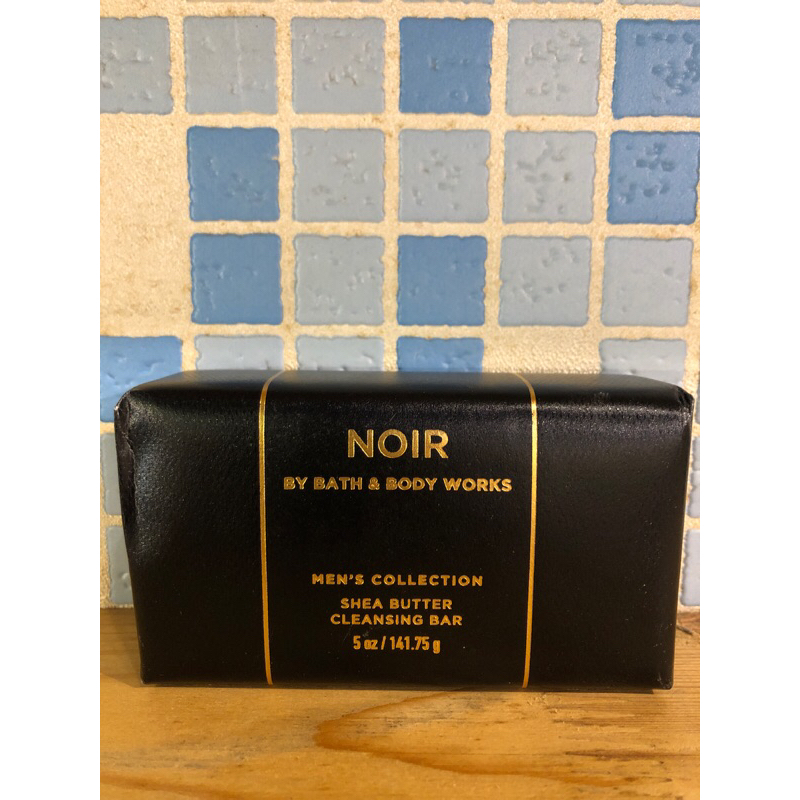 NOIR
BY BATH & BODY WORKS
MEN'S COLLECTION
SHEA BUTTER
CLEANSING BAR
5 oz / 141.75 g